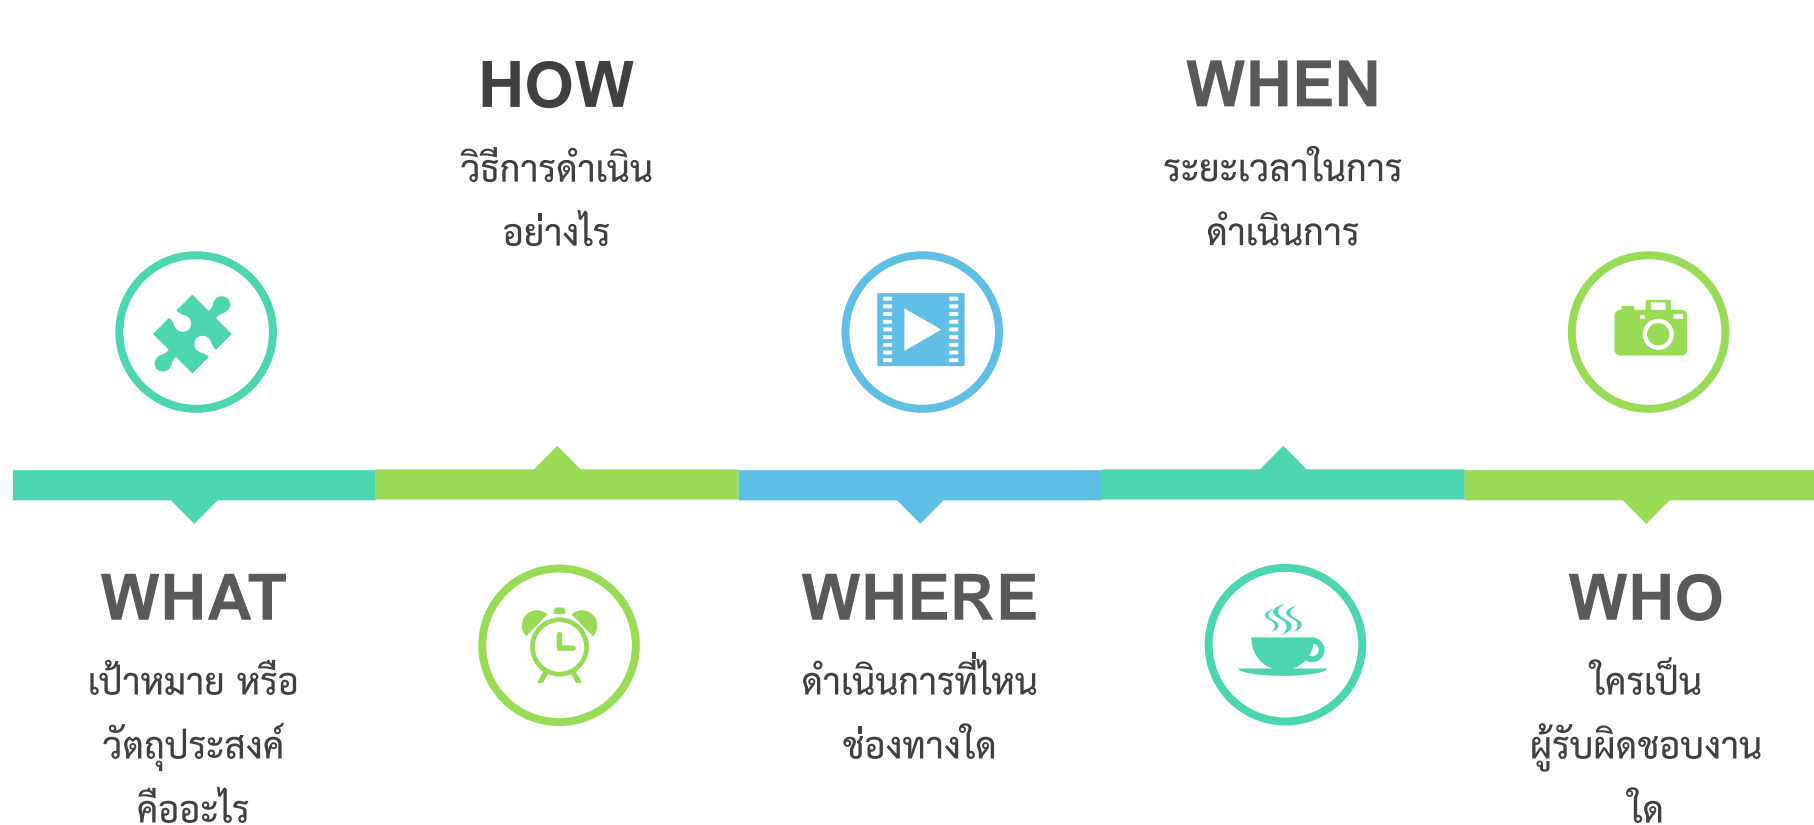 HOW
วิธีการดำเนิน
อย่างไร
WHEN
ระยะเวลาในการ
ดำเนินการ
WHAT
เป้าหมาย หรือ
วัตถุประสงค์
คืออะไร
WHERE
ดำเนินการที่ไหน
ช่องทางใด
WHO
ใครเป็น
ผู้รับผิดชอบงาน
ใด